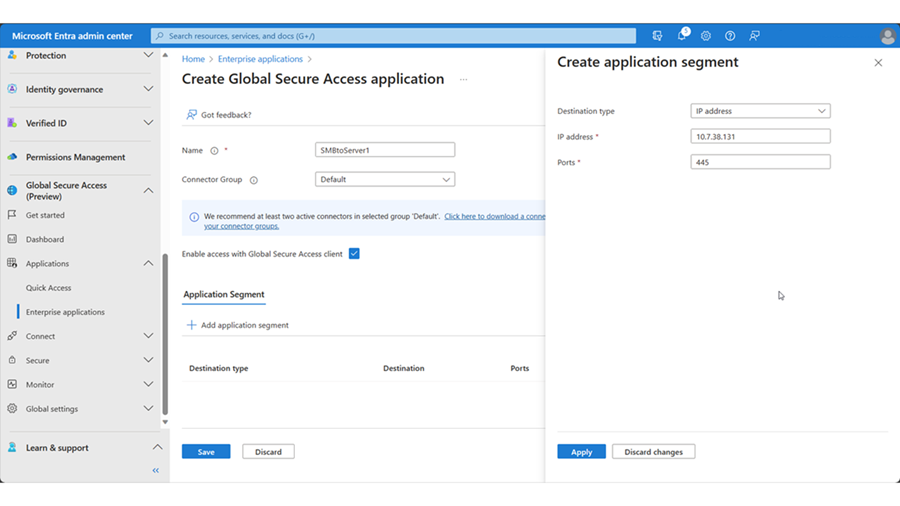 Microsoft Entra admin center
Search resources, services, and docs (G+/)
5
Protection
Identity governance
Verified ID
Permissions Management
Global Secure Access
(Preview)
Get started
Dashboard
Applications
Quick Access
Enterprise applications
Connect
Secure
Monitor
Global settings
Learn & support
Home > Enterprise applications >
Create Global Secure Access application ...
Got feedback?
Name *
SMBtoServer1
Connector Group
Default
We recommend at least two active connectors in selected group 'Default'. Click here to download a conne
your connector groups.
Enable access with Global Secure Access client
Application Segment
Add application segment
Destination type Destination Ports
Save Discard
Create application segment
Destination type
IP address
IP address *
10.7.38.131
Ports *
445
Apply Discard changes